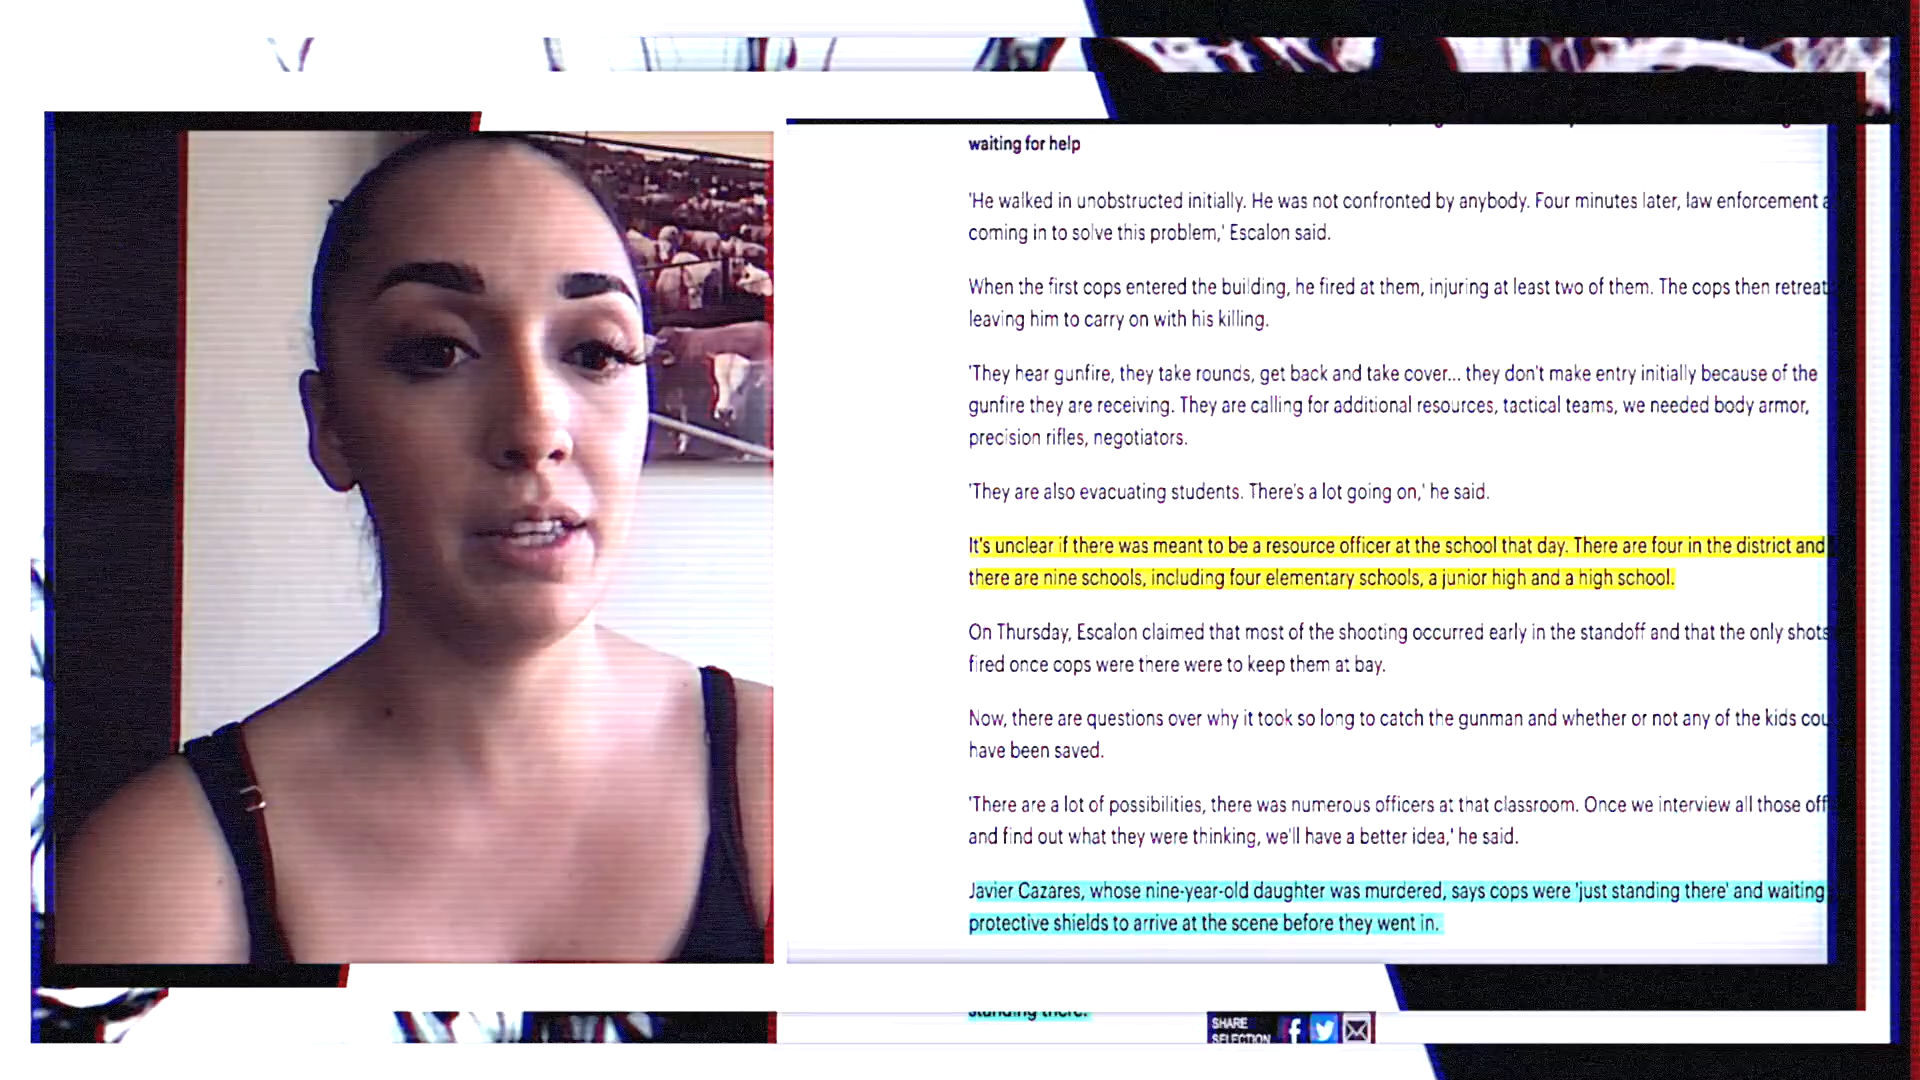 waiting for help
'He walked in unobstructed initially. He was not confronted by anybody. Four minutes later, law enforcement
coming in to solve this problem,' Escalon said.
When the first cops entered the building, he fired at them, injuring at least two of them. The cops then retreat
leaving him to carry on with his killing.
'They hear gunfire, they take rounds, get back and take cover... they don't make entry initially because of the
gunfire they are receiving. They are calling for additional resources, tactical teams, we needed body armor,
precision rifles, negotiators.
'They are also evacuating students. There's a lot going on,' he said.
It's unclear if there was meant to be a resource officer at the school that day. There are four in the district and
there are nine schools, including four elementary schools, a junior high and a high school.
On Thursday, Escalon claimed that most of the shooting occurred early in the standoff and that the only shots
fired once cops were there were to keep them at bay.
Now, there are questions over why it took so long to catch the gunman and whether or not any of the kids cou
have been saved.
'There are a lot of possibilities, there was numerous officers at that classroom. Once we interview all those off
and find out what they were thinking, we'll have a better idea,' he said.
Javier Cazares, whose nine-year-old daughter was murdered, says cops were 'just standing there' and waiting
protective shields to arrive at the scene before they went in.
standing there.
SHARE
SELECTION